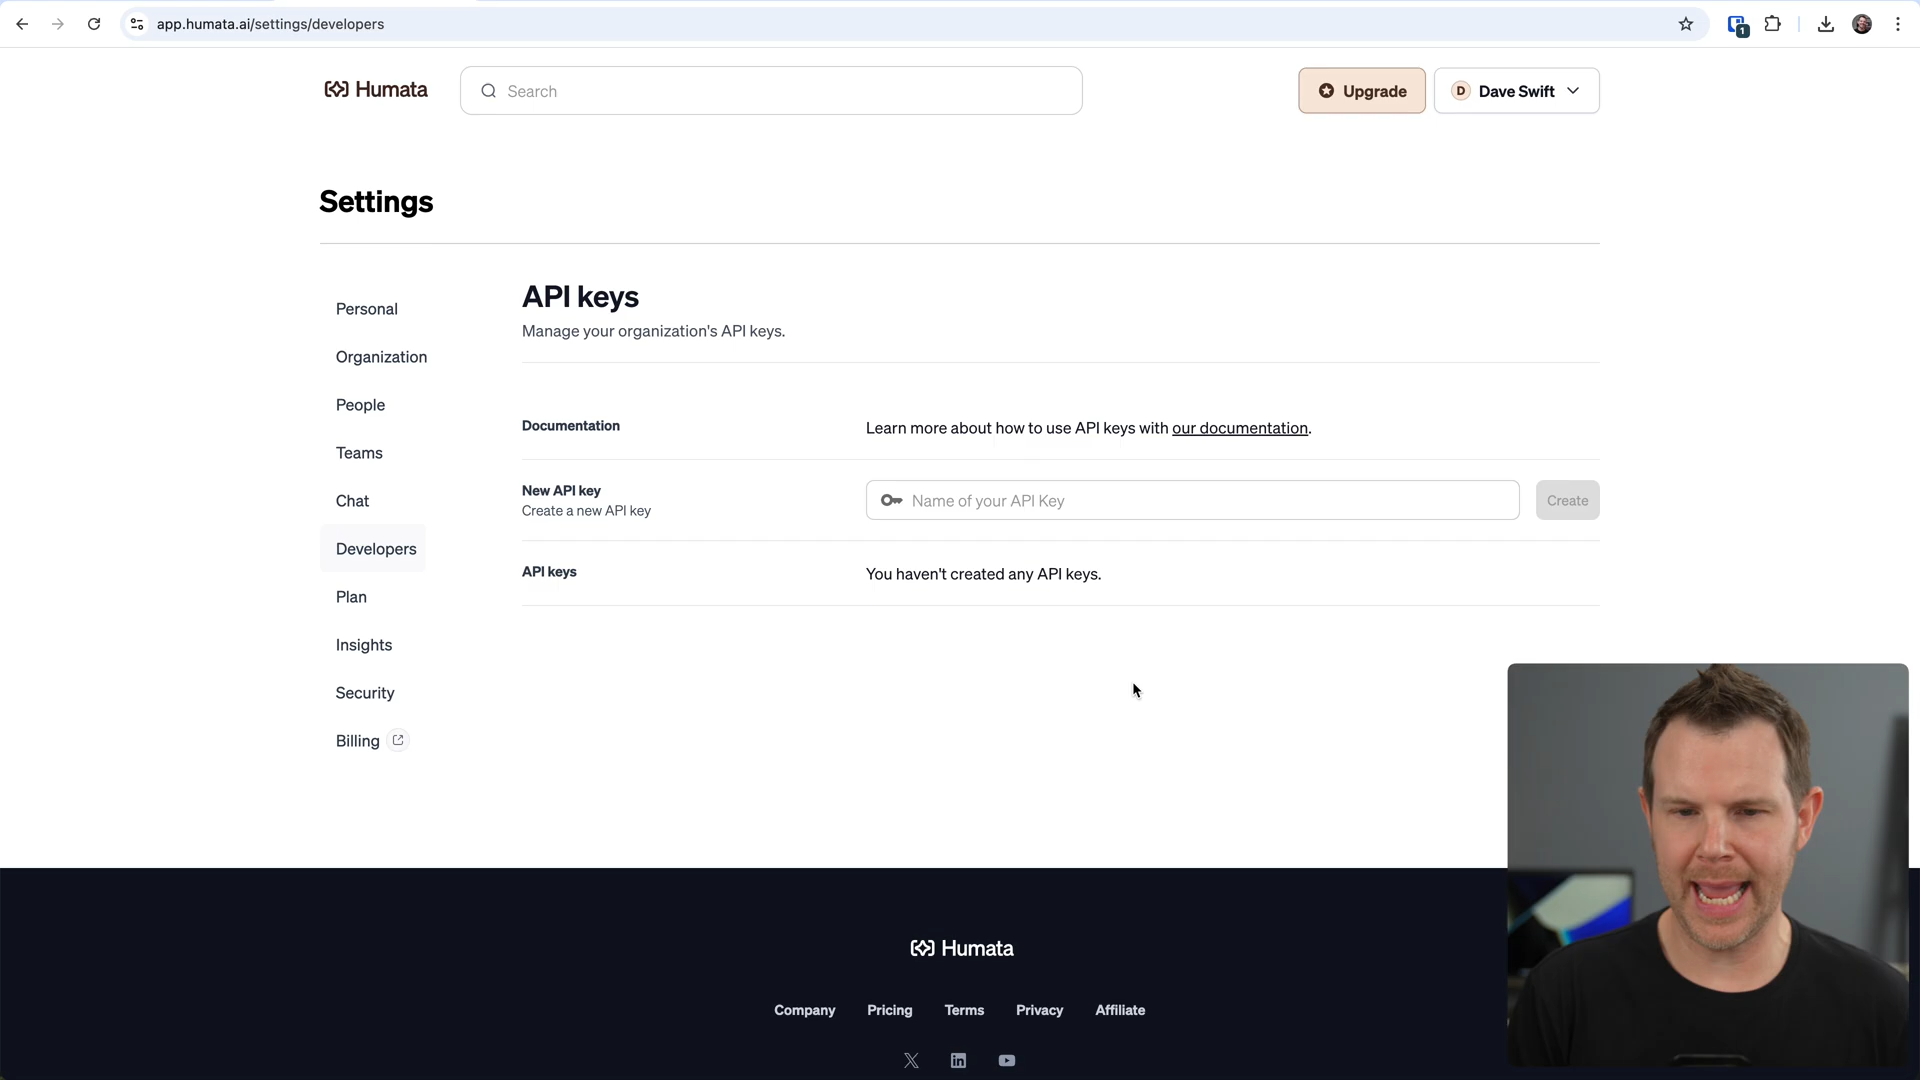 app.humata.ai/settings/developers
1
Humata
Search
Upgrade
D
Dave Swift
Settings
Personal
Organization
People
Teams
Chat
Developers
Plan
Insights
Security
Billing
API keys
Manage your organization's API keys.
Documentation
Learn more about how to use API keys with our documentation.
New API key
Create a new API key
Name of your API Key
Create
API keys
You haven't created any API keys.
Humata
Company
Pricing
Terms
Privacy
Affiliate